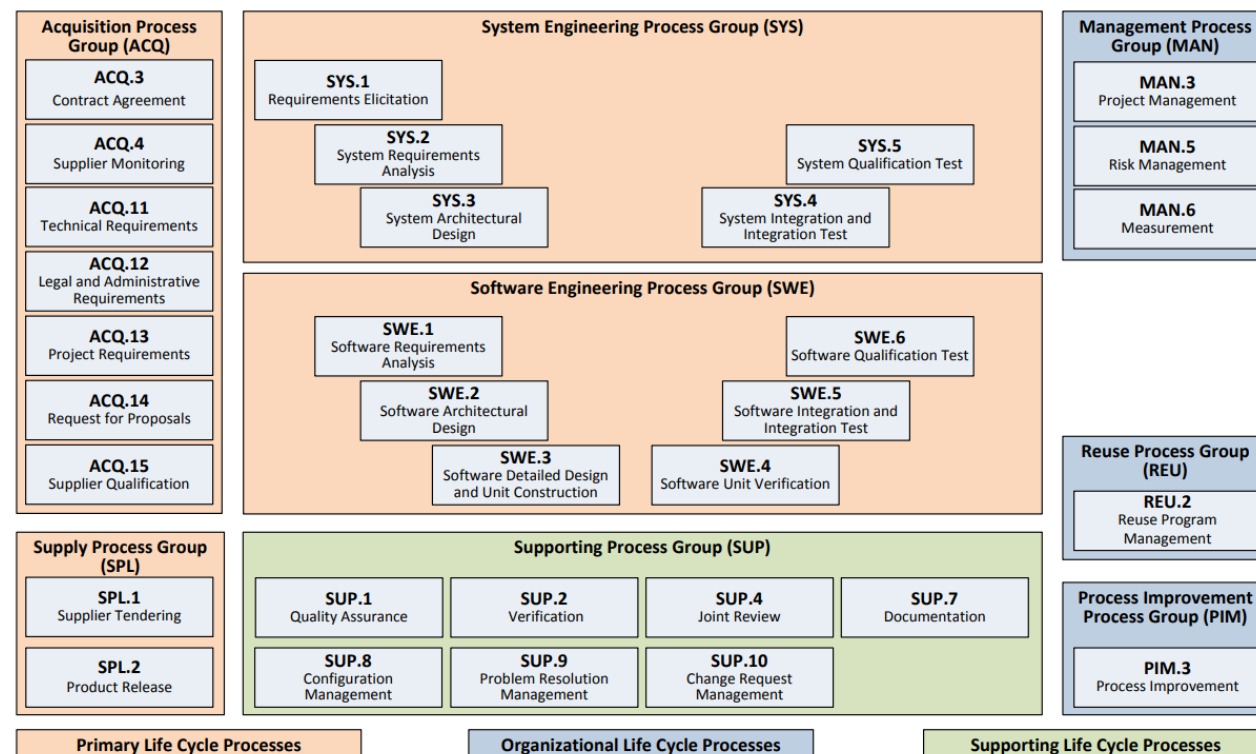 Acquisition Process
Group (ACQ)
ACQ.3
Contract Agreement
ACQ.4
Supplier Monitoring
ACQ.11
Technical Requirements
ACQ.12
Legal and Administrative
Requirements
ACQ.13
Project Requirements
ACQ.14
Request for Proposals
ACQ.15
Supplier Qualification
System Engineering Process Group (SYS)
SYS.1
Requirements Elicitation
SYS.2
System Requirements
Analysis
SYS.3
System Architectural
Design
SYS.5
System Qualification Test
SYS.4
System Integration and
Integration Test
Software Engineering Process Group (SWE)
SWE.1
Software Requirements
Analysis
SWE.2
Software Architectural
Design
SWE.3
Software Detailed Design
and Unit Construction
SWE.6
Software Qualification Test
SWE.5
Software Integration and
Integration Test
SWE.4
Software Unit Verification
Management Process
Group (MAN)
MAN.3
Project Management
MAN.5
Risk Management
MAN.6
Measurement
Reuse Process Group
(REU)
REU.2
Reuse Program
Management
Supply Process Group
(SPL)
SPL.1
Supplier Tendering
SPL.2
Product Release
Supporting Process Group (SUP)
SUP.1
Quality Assurance
SUP.2
Verification
SUP.4
Joint Review
SUP.7
Documentation
SUP.8
Configuration
Management
SUP.9
Problem Resolution
Management
SUP.10
Change Request
Management
Process Improvement
Process Group (PIM)
PIM.3
Process Improvement
Primary Life Cycle Processes
Organizational Life Cycle Processes
Supporting Life Cycle Processes